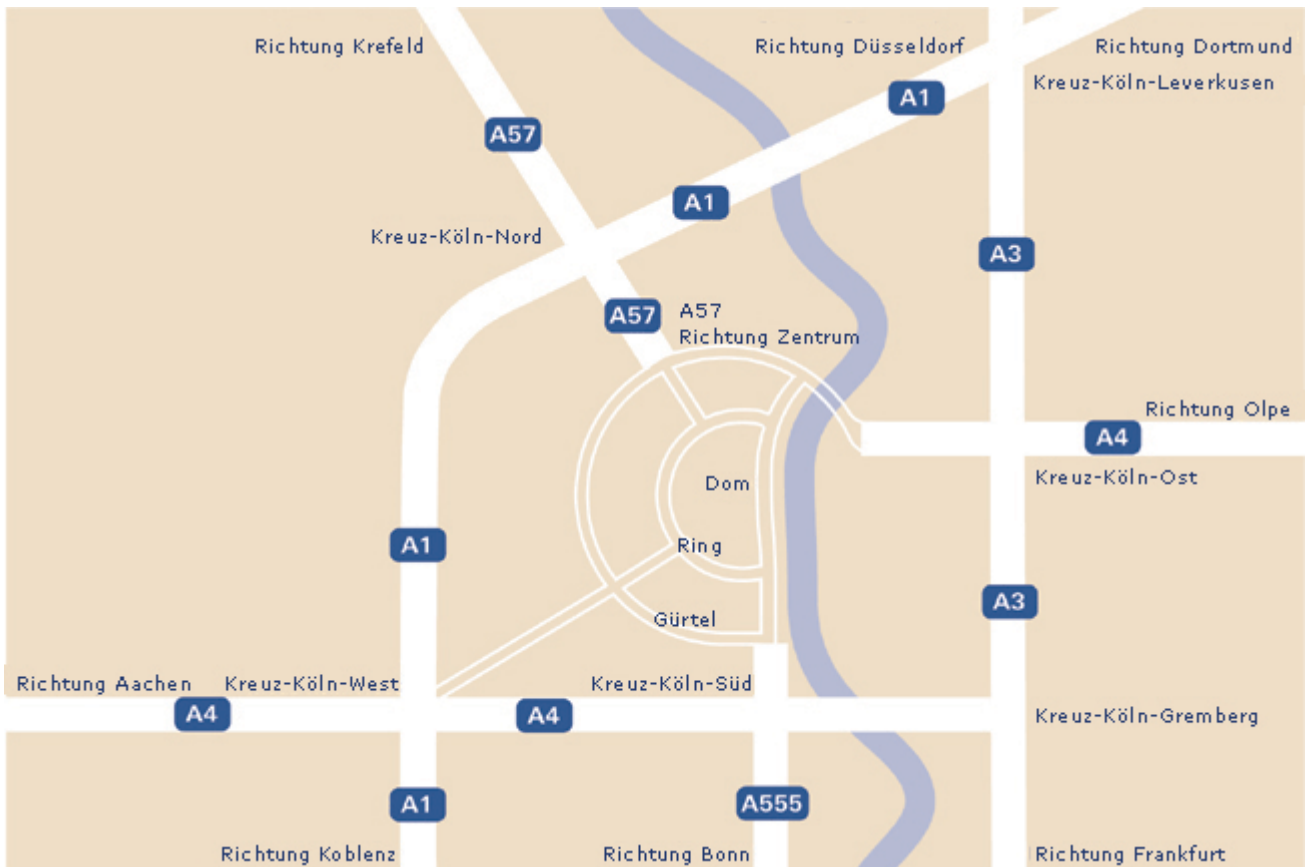 Richtung Krefeld
Richtung Düsseldorf
Richtung Dortmund
Kreuz-Köln-Leverkusen
A1
A57
A1
Kreuz-Köln-Nord
A3
A57
A57
Richtung Zentrum
Richtung Olpe
A4
Kreuz-Köln-Ost
Dom
A1
Ring
A3
Gürtel
Richtung Aachen
Kreuz-Köln-West
Kreuz-Köln-Süd
A4
A4
Kreuz-Köln-Gremberg
A1
A555
Richtung Koblenz
Richtung Bonn
Richtung Frankfurt